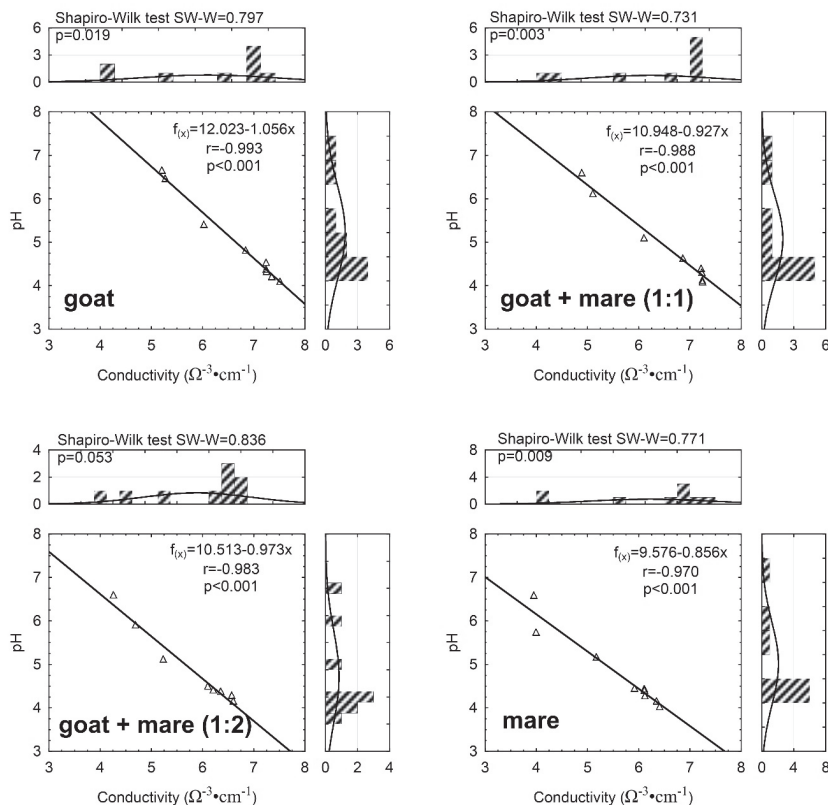 Shapiro-Wilk test SW-W=0.797
p=0.019
6
3
0
8
7
6
5
4
3
pH
f(x)=12.023-1.056x
r=-0.993
p<0.001
goat
3 4 5 6 7 8
0 3 6
Conductivity (Ω⁻³•cm⁻¹)
Shapiro-Wilk test SW-W=0.731
p=0.003
6
3
0
8
7
6
5
4
3
pH
f(x)=10.948-0.927x
r=-0.988
p<0.001
goat + mare (1:1)
3 4 5 6 7 8
0 3 6
Conductivity (Ω⁻³•cm⁻¹)
Shapiro-Wilk test SW-W=0.836
p=0.053
4
2
0
8
7
6
5
4
3
pH
f(x)=10.513-0.973x
r=-0.983
p<0.001
goat + mare (1:2)
3 4 5 6 7 8
0 2 4
Conductivity (Ω⁻³•cm⁻¹)
Shapiro-Wilk test SW-W=0.771
p=0.009
6
3
0
8
7
6
5
4
3
pH
f(x)=9.576-0.856x
r=-0.970
p<0.001
mare
3 4 5 6 7 8
0 2 4 6 8
Conductivity (Ω⁻³•cm⁻¹)